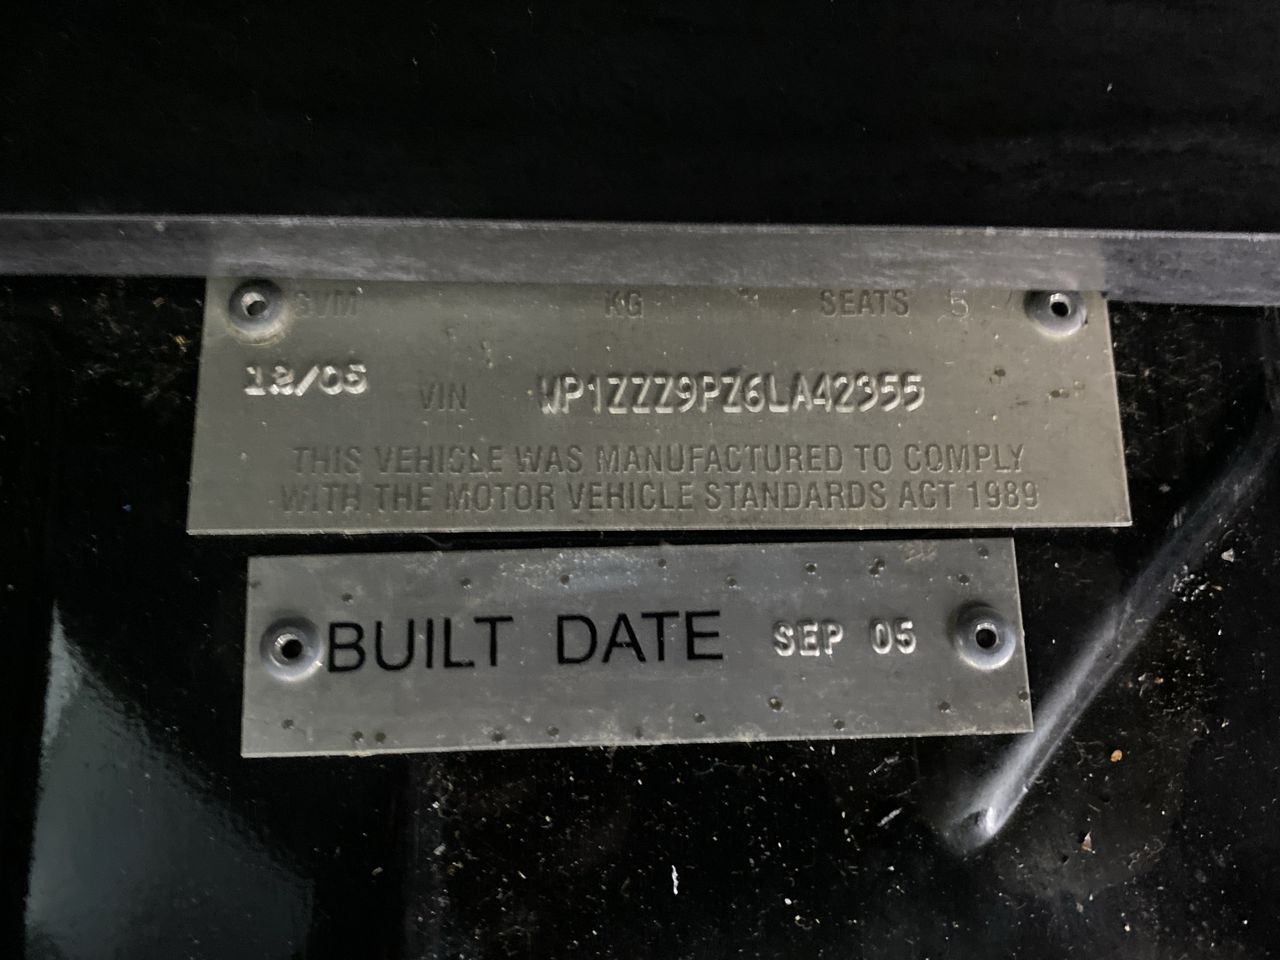 GVM KG SEATS 5
12/05 VIN WP1ZZZ9PZ6LA42355
THIS VEHICLE WAS MANUFACTURED TO COMPLY
WITH THE MOTOR VEHICLE STANDARDS ACT 1989
BUILT DATE SEP 05